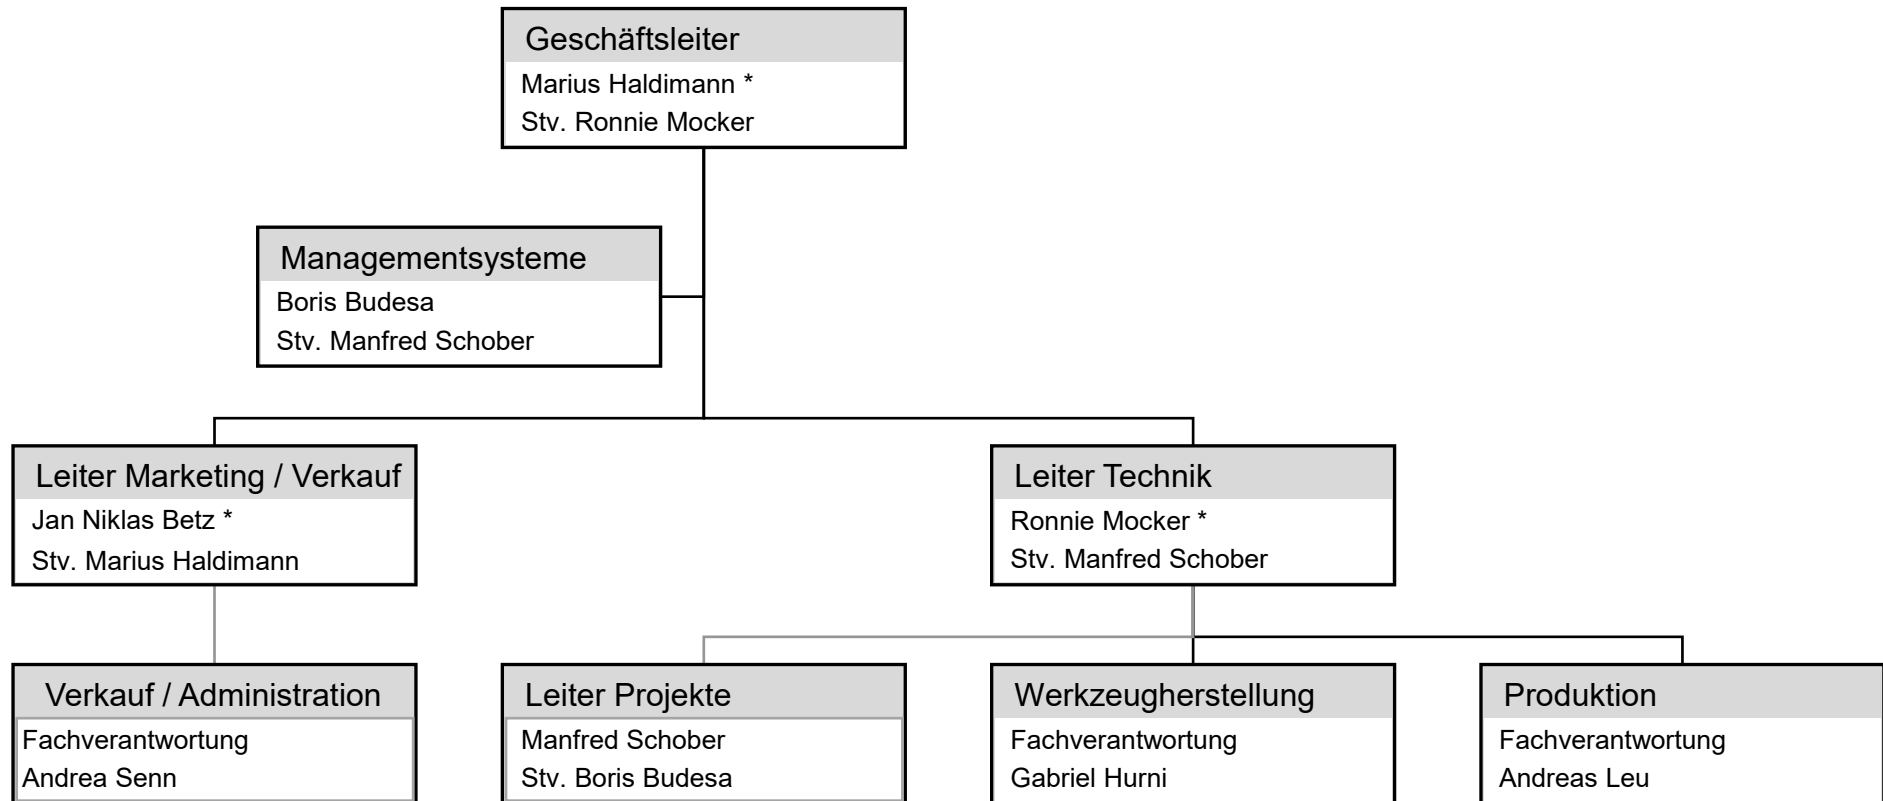 Geschäftsleiter
Marius Haldimann *
Stv. Ronnie Mocker
Managementsysteme
Boris Budesa
Stv. Manfred Schober
Leiter Marketing / Verkauf
Jan Niklas Betz *
Stv. Marius Haldimann
Leiter Technik
Ronnie Mocker *
Stv. Manfred Schober
Verkauf / Administration
Fachverantwortung
Andrea Senn
Leiter Projekte
Manfred Schober
Stv. Boris Budesa
Werkzeugherstellung
Fachverantwortung
Gabriel Hurni
Produktion
Fachverantwortung
Andreas Leu